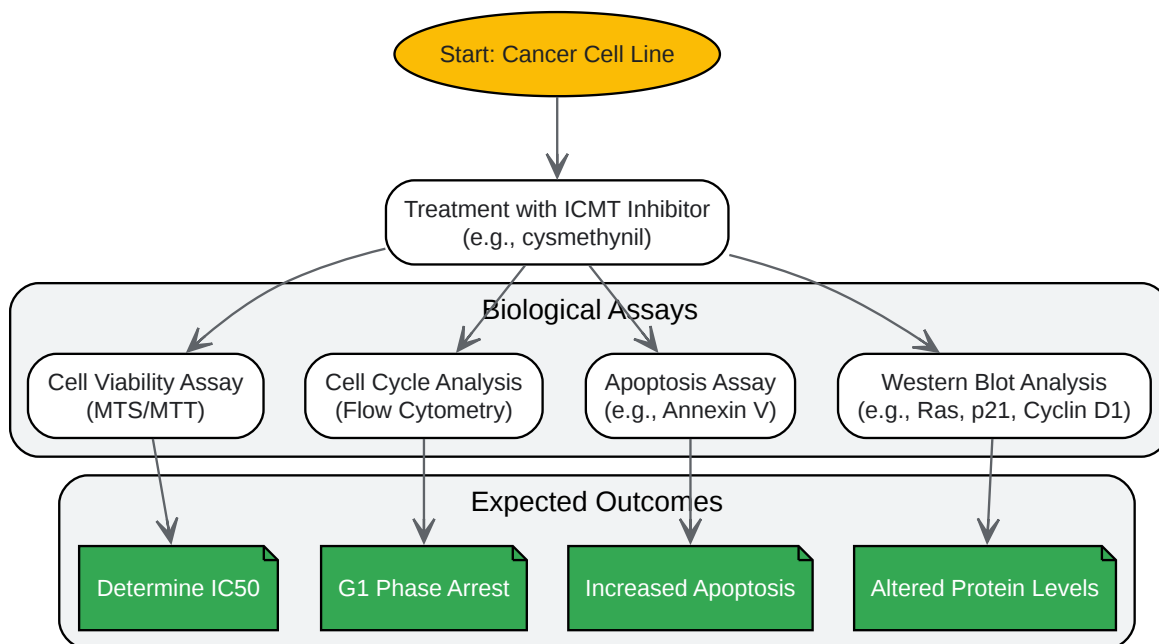 Start: Cancer Cell Line
Treatment with ICMT Inhibitor
(e.g., cysmethynil)
Biological Assays
Cell Viability Assay
(MTS/MTT)
Cell Cycle Analysis
(Flow Cytometry)
Apoptosis Assay
(e.g., Annexin V)
Western Blot Analysis
(e.g., Ras, p21, Cyclin D1)
Expected Outcomes
Determine IC50
G1 Phase Arrest
Increased Apoptosis
Altered Protein Levels